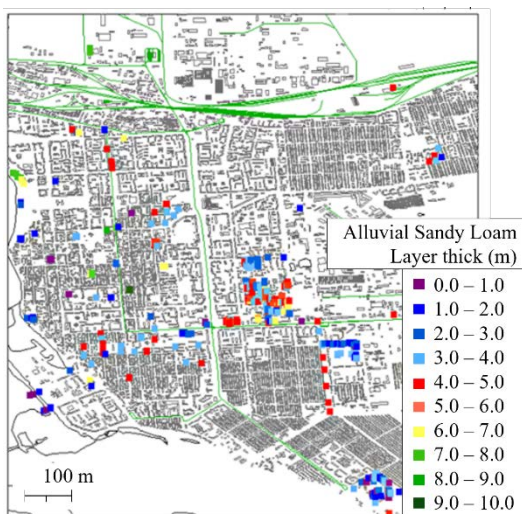 Alluvial Sandy Loam
Layer thick (m)
0.0 – 1.0
1.0 – 2.0
2.0 – 3.0
3.0 – 4.0
4.0 – 5.0
5.0 – 6.0
6.0 – 7.0
7.0 – 8.0
8.0 – 9.0
9.0 – 10.0
100 m